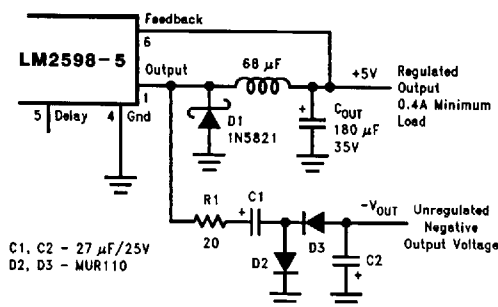 Feedback
6
LM2598-5
Output
1
5
Delay
4
Gnd
68 µF
+5V
Regulated
Output
0.4A Minimum
Load
D1
1N5821
+
COUT
180 µF
35V
R1
20
+
C1
D2
D3
-VOUT
Unregulated
Negative
Output Voltage
C2
+
C1, C2 - 27 µF/25V
D2, D3 - MUR110